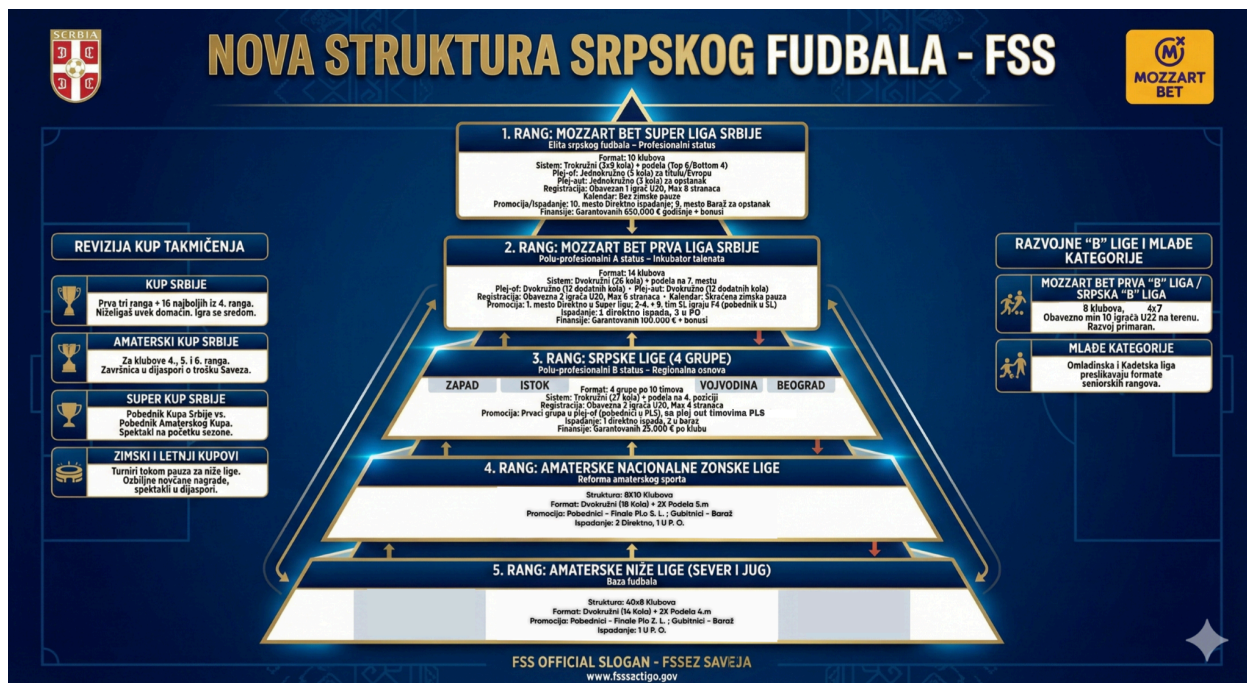 SERBIA
NOVA STRUKTURA SRPSKOG FUDBALA - FSS
MOZZART
BET
1. RANG: MOZZART BET SUPER LIGA SRBIJE
Elita srpskog fudbala – Profesionalni status
Format: 10 klubova
Sistem: Trokružni (3x9 kola) + podela (Top 6/Bottom 4)
Plej-of: Jednokružno (5 kola) za titulu/Evropu
Plej-aut: Jednokružno (3 kola) za opstanak
Registracija: Obavezan 1 igrač U20, Max 8 stranaca
Kalendar: Bez zimske pauze
Promocija/Ispadanje: 10. mesto Direktno ispadanje; 9. mesto Baraž za opstanak
Finansije: Garantovanih 650.000 € godišnje + bonusi
2. RANG: MOZZART BET PRVA LIGA SRBIJE
Polu-profesionalni A status – Inkubator talenata
Format: 14 klubova
Sistem: Dvokružno (26 kola) + podela na 7. mestu
Plej-of: Dvokružno (12 dodatnih kola) • Plej-aut: Dvokružno (12 dodatnih kola)
Registracija: Obavezna 2 igrača U20, Max 6 stranaca • Kalendar: Skraćena zimska pauza
Promocija: 1. mesto Direktno u Super ligu; 2-4. + 9. tim SL igraju F4 (pobednik u SL)
Ispadanje: 1 direktno ispada, 3 u PO
Finansije: Garantovanih 100.000 € + bonusi
3. RANG: SRPSKE LIGE (4 GRUPE)
Polu-profesionalni B status – Regionalna osnova
ZAPAD
ISTOK
VOJVODINA
BEOGRAD
Format: 4 grupe po 10 timova
Sistem: Trokružni (27 kola) + podela na 4. poziciji
Registracija: Obavezna 2 igrača U20, Max 4 stranaca
Promocija: Prvaci grupa u plej-of (pobednici u PLS), sa plej out timovima PLS
Ispadanje: 1 direktno ispada, 2 u baraz
Finansije: Garantovanih 25.000 € po klubu
4. RANG: AMATERSKE NACIONALNE ZONSKE LIGE
Reforma amaterskog sporta
Struktura: 8X10 Klubova
Format: Dvokružni (18 Kola) + 2X Podela 5.m
Promocija: Pobednici - Finale Pl.o S. L. ; Gubitnici - Baraž
Ispadanje: 2 Direktno, 1 U P. O.
5. RANG: AMATERSKE NIŽE LIGE (SEVER I JUG)
Baza fudbala
Struktura: 40x8 Klubova
Format: Dvokružni (14 Kola) + 2X Podela 4.m
Promocija: Pobednici - Finale Plo Z. L. ; Gubitnici - Baraž
Ispadanje: 1 U P. O.
REVIZIJA KUP TAKMIČENJA
KUP SRBIJE
Prva tri ranga + 16 najboljih iz 4. ranga.
Niželigaš uvek domaćin. Igra se sredom.
AMATERSKI KUP SRBIJE
Za klubove 4., 5. i 6. ranga.
Završnica u dijaspori o trošku Saveza.
SUPER KUP SRBIJE
Pobednik Kupa Srbije vs.
Pobednik Amaterskog Kupa.
Spektakl na početku sezone.
ZIMSKI I LETNJI KUPOVI
Turniri tokom pauza za niže lige.
Ozbiljne novčane nagrade,
spektakli u dijaspori.
RAZVOJNE “B” LIGE I MLAĐE
KATEGORIJE
MOZZART BET PRVA “B” LIGA /
SRPSKA “B” LIGA
8 klubova, 4x7
Obavezno min 10 igrača U22 na terenu.
Razvoj primaran.
MLAĐE KATEGORIJE
Omladinska i Kadetska liga
preslikavaju formate
seniorskih rangova.
FSS OFFICIAL SLOGAN - FSSEZ SAVEJA
www.fsssactigo.gov